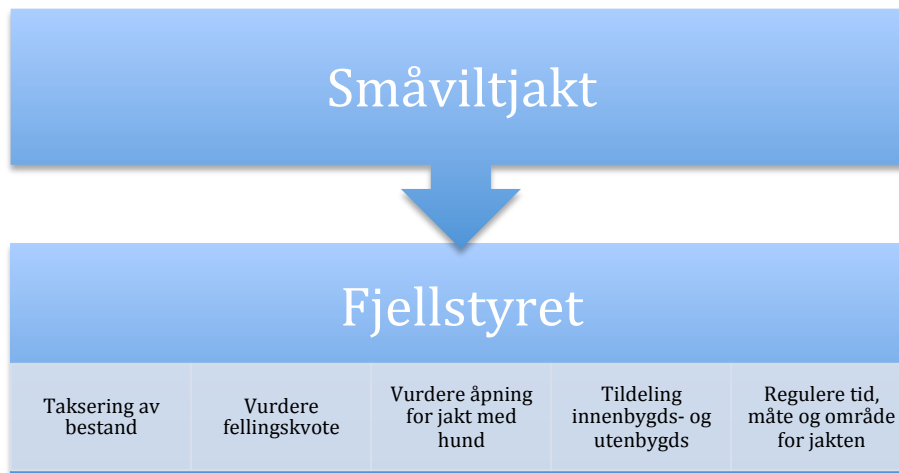 Småviltjakt
Fjellstyret
Taksering av
bestand
Vurdere
fellingskvote
Vurdere åpning
for jakt med
hund
Tildeling
innenbygds- og
utenbygds
Regulere tid,
måte og område
for jakten